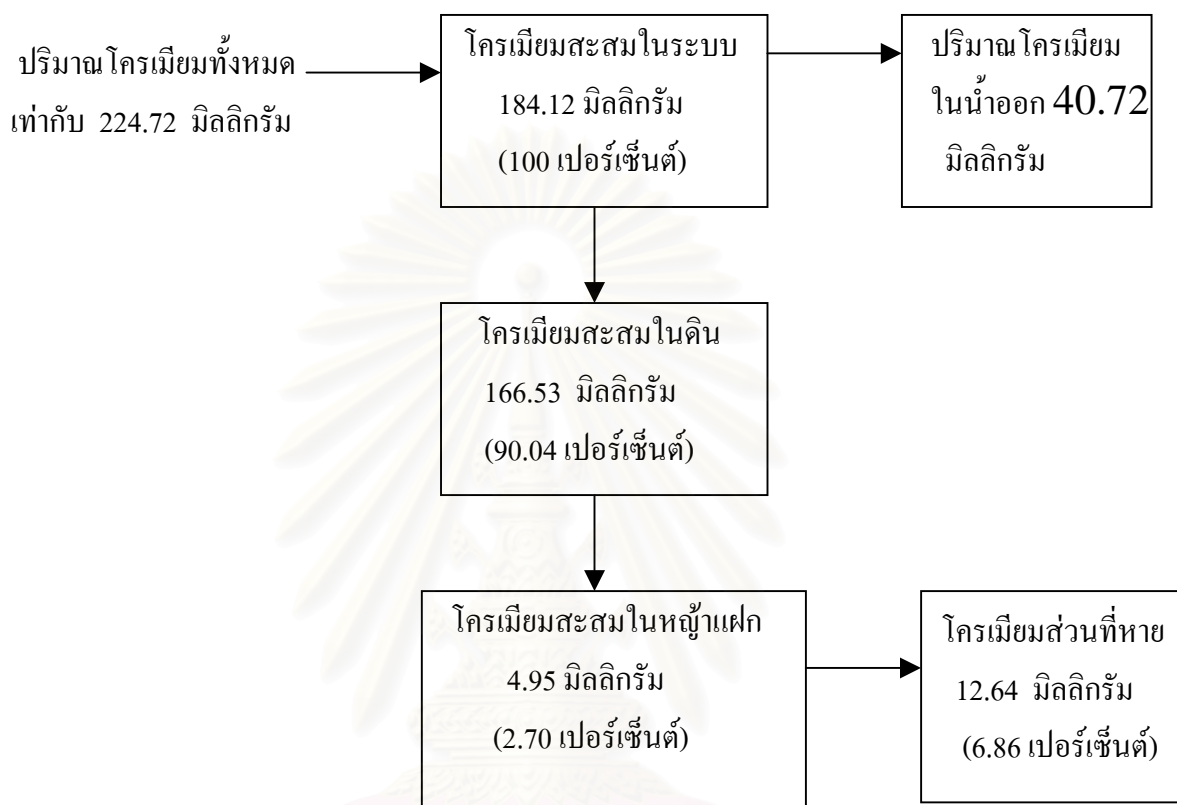 ปริมาณโครเมียมทั้งหมด
เท่ากับ 224.72 มิลลิกรัม
โครเมียมสะสมในระบบ
184.12 มิลลิกรัม
(100 เปอร์เซ็นต์)
ปริมาณโครเมียม
ในน้ำออก 40.72
มิลลิกรัม
โครเมียมสะสมในดิน
166.53 มิลลิกรัม
(90.04 เปอร์เซ็นต์)
โครเมียมสะสมในหญ้าแฝก
4.95 มิลลิกรัม
(2.70 เปอร์เซ็นต์)
โครเมียมส่วนที่หาย
12.64 มิลลิกรัม
(6.86 เปอร์เซ็นต์)